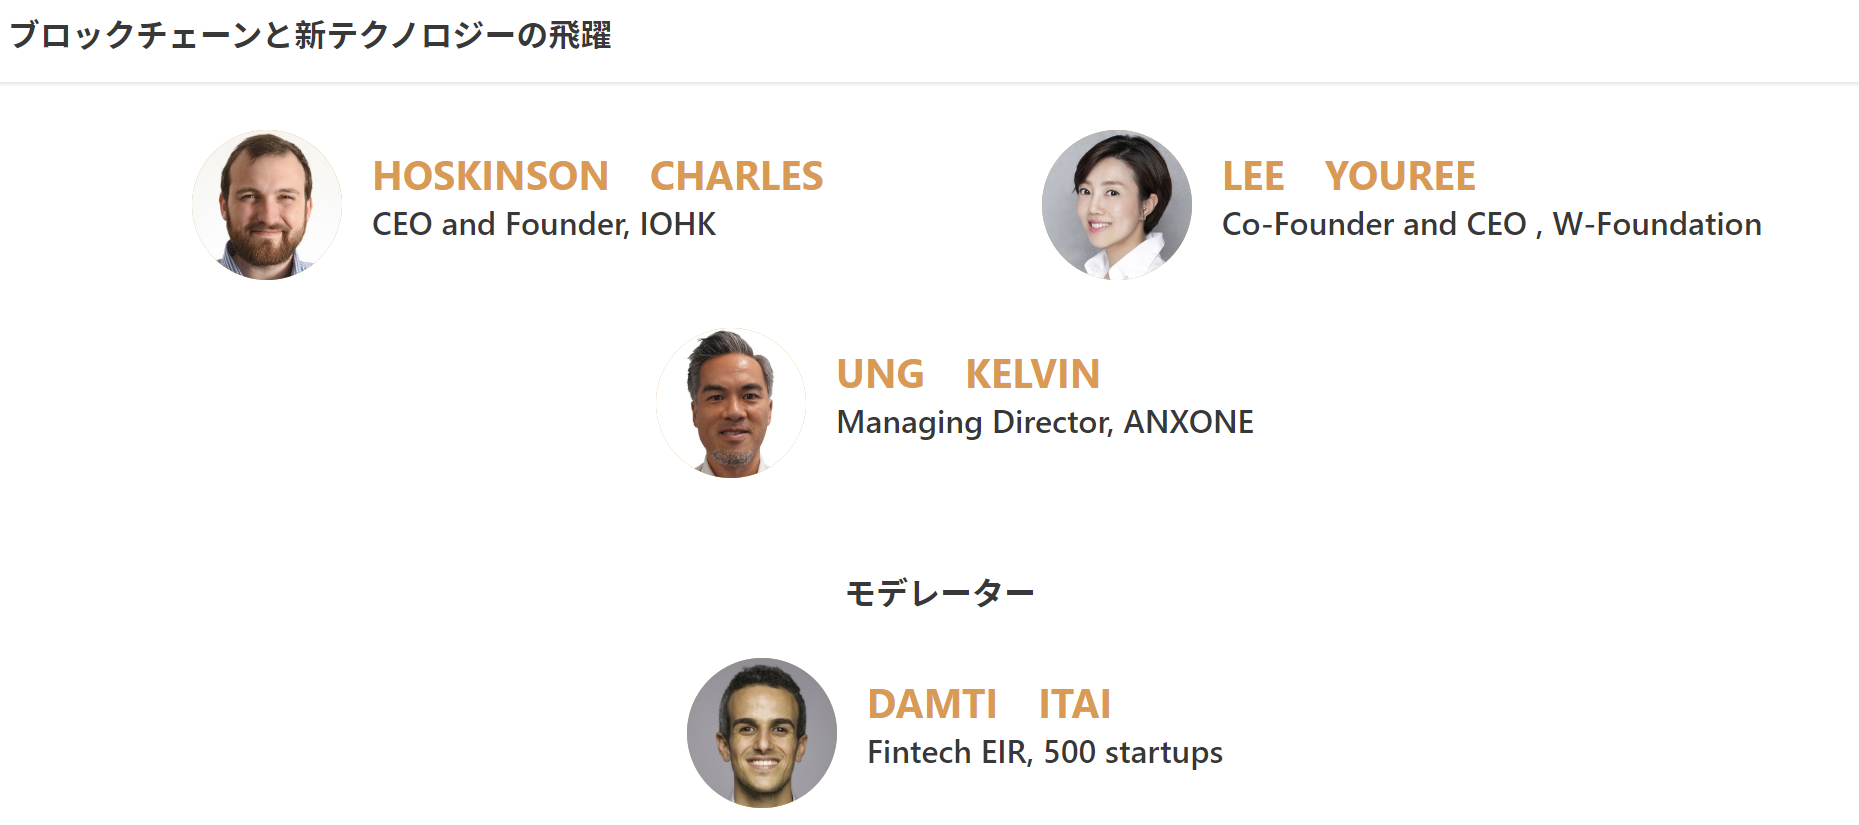 ブロックチェーンと新テクノロジーの飛躍
HOSKINSON　CHARLES
CEO and Founder, IOHK
LEE　YOUREE
Co-Founder and CEO , W-Foundation
UNG　KELVIN
Managing Director, ANXONE
モデレーター
DAMTI　ITAI
Fintech EIR, 500 startups